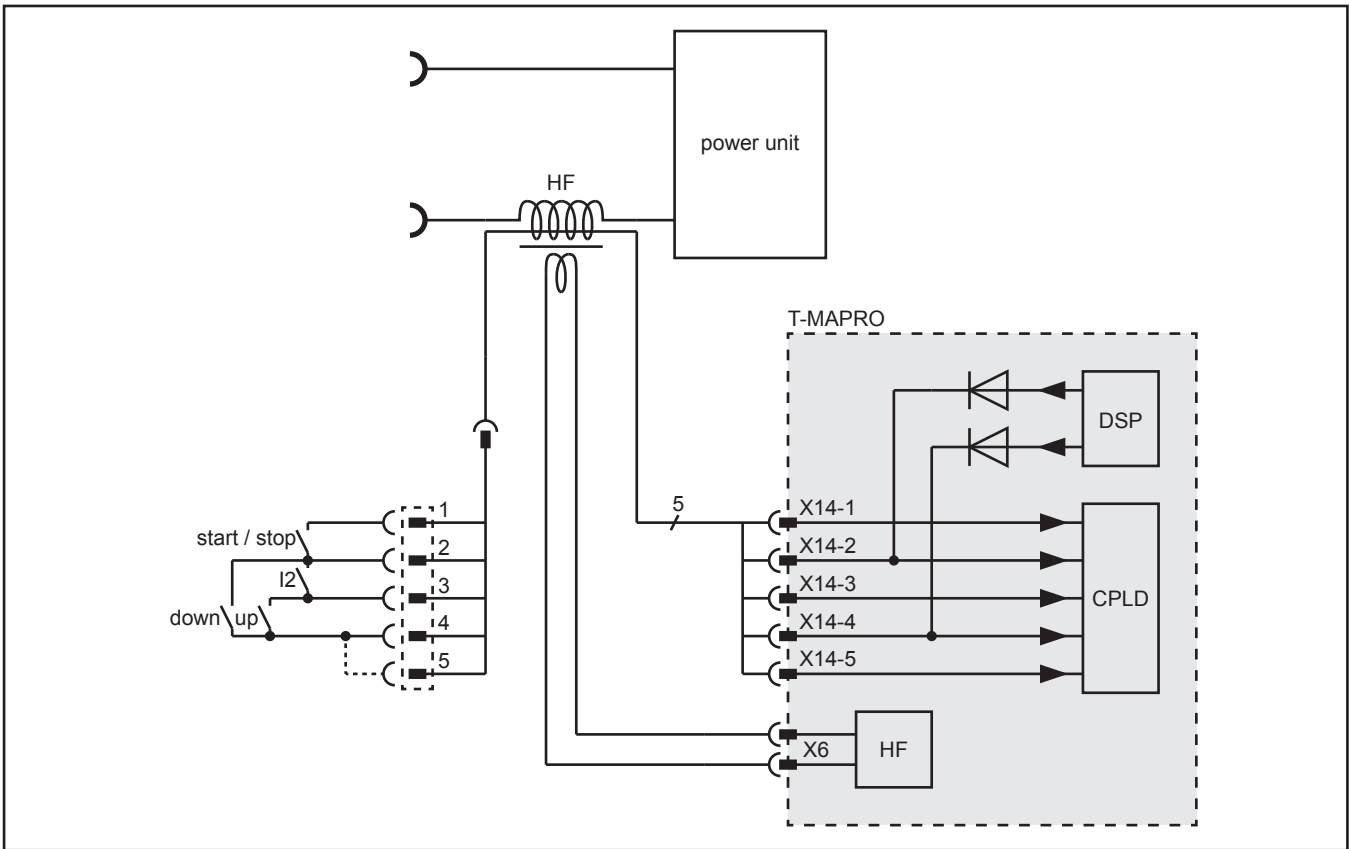 power unit
HF
T-MAPRO
DSP
5
1
X14-1
start / stop
2
X14-2
I2
3
X14-3
CPLD
down
up
4
X14-4
5
X14-5
X6
HF